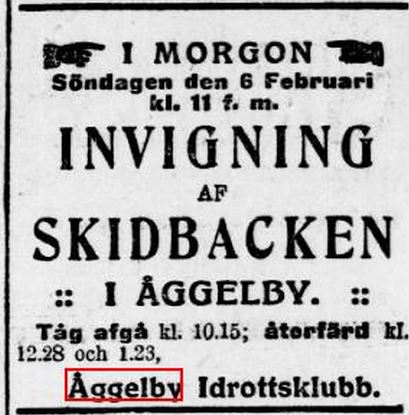 I MORGON
Söndagen den 6 Februari
kl. 11 f. m.
INVIGNING
AF
SKIDBACKEN
:: I ÅGGELBY. ::
Tåg afgå kl. 10.15; återfärd kl.
12.28 och 1.23,
Åggelby Idrottsklubb.